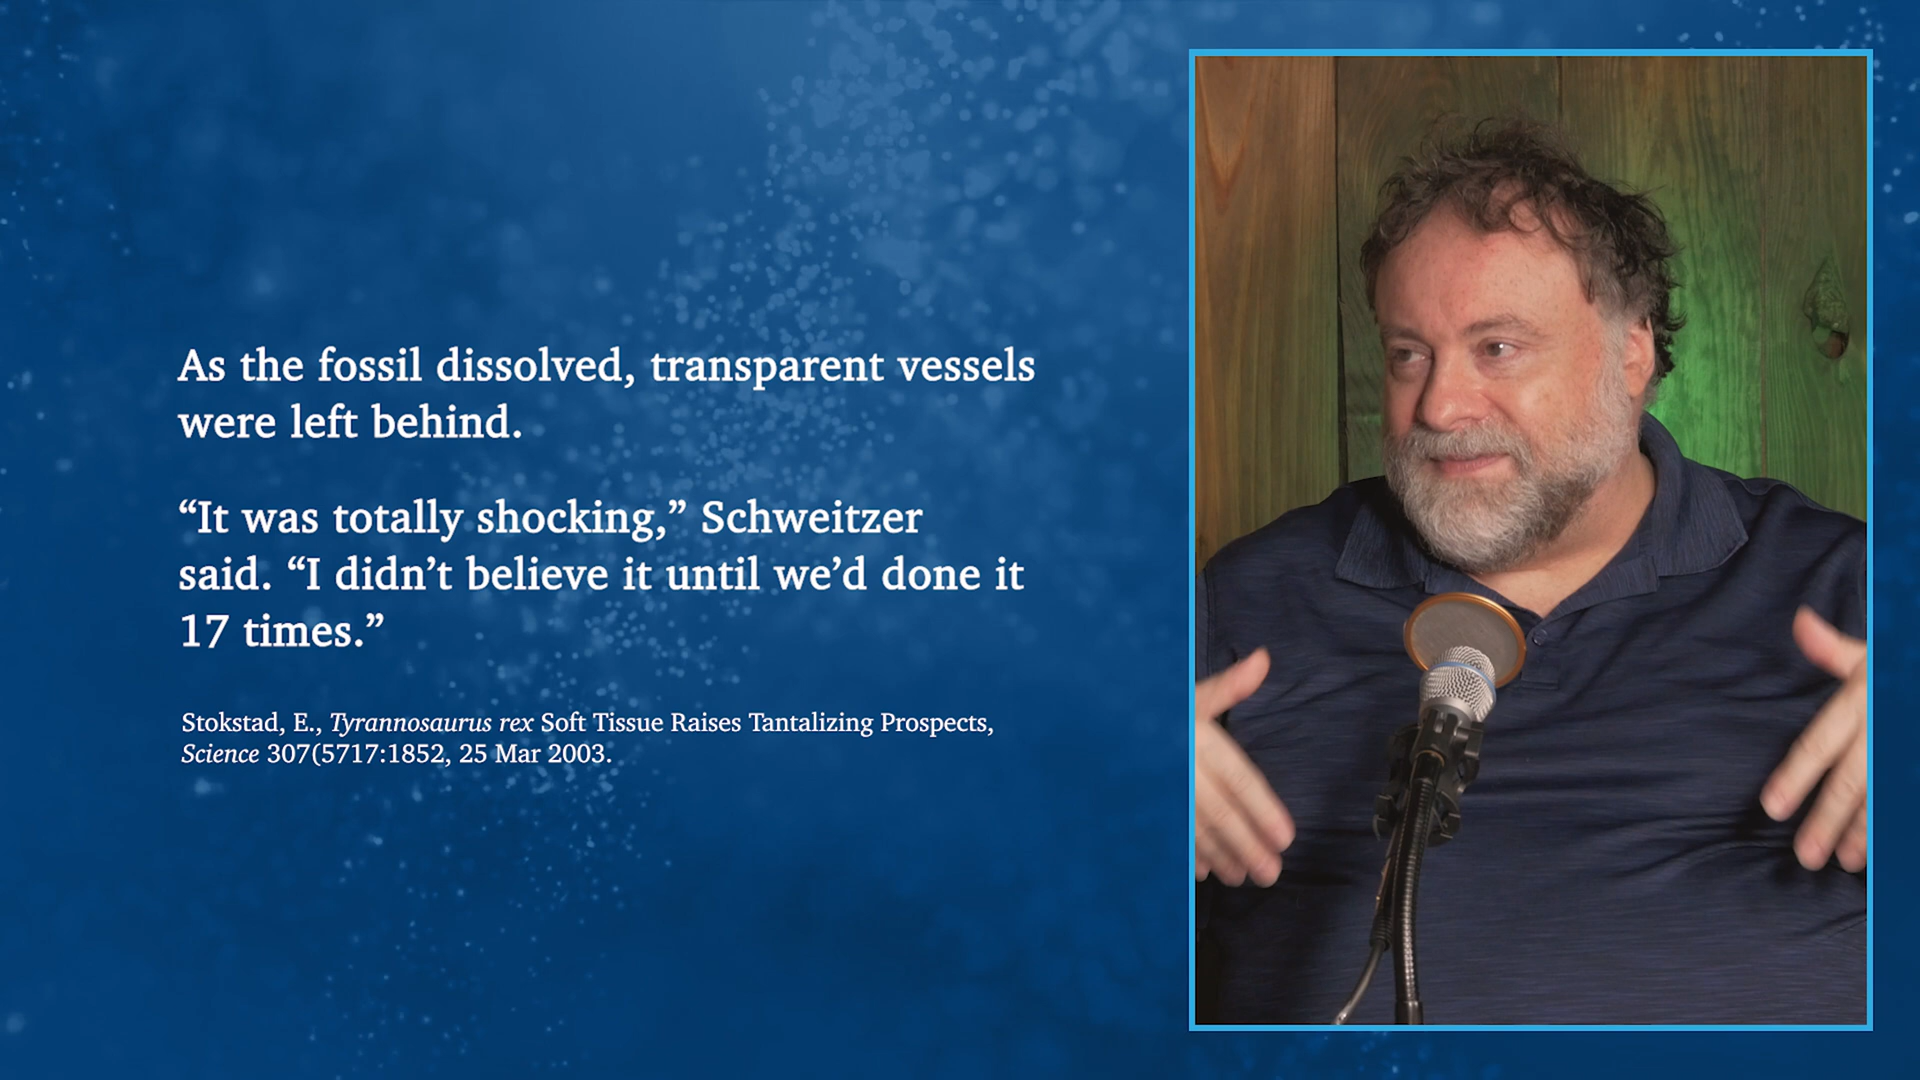 As the fossil dissolved, transparent vessels
were left behind.
“It was totally shocking,” Schweitzer
said. “I didn’t believe it until we’d done it
17 times.”
Stokstad, E., Tyrannosaurus rex Soft Tissue Raises Tantalizing Prospects,
Science 307(5717:1852, 25 Mar 2003.